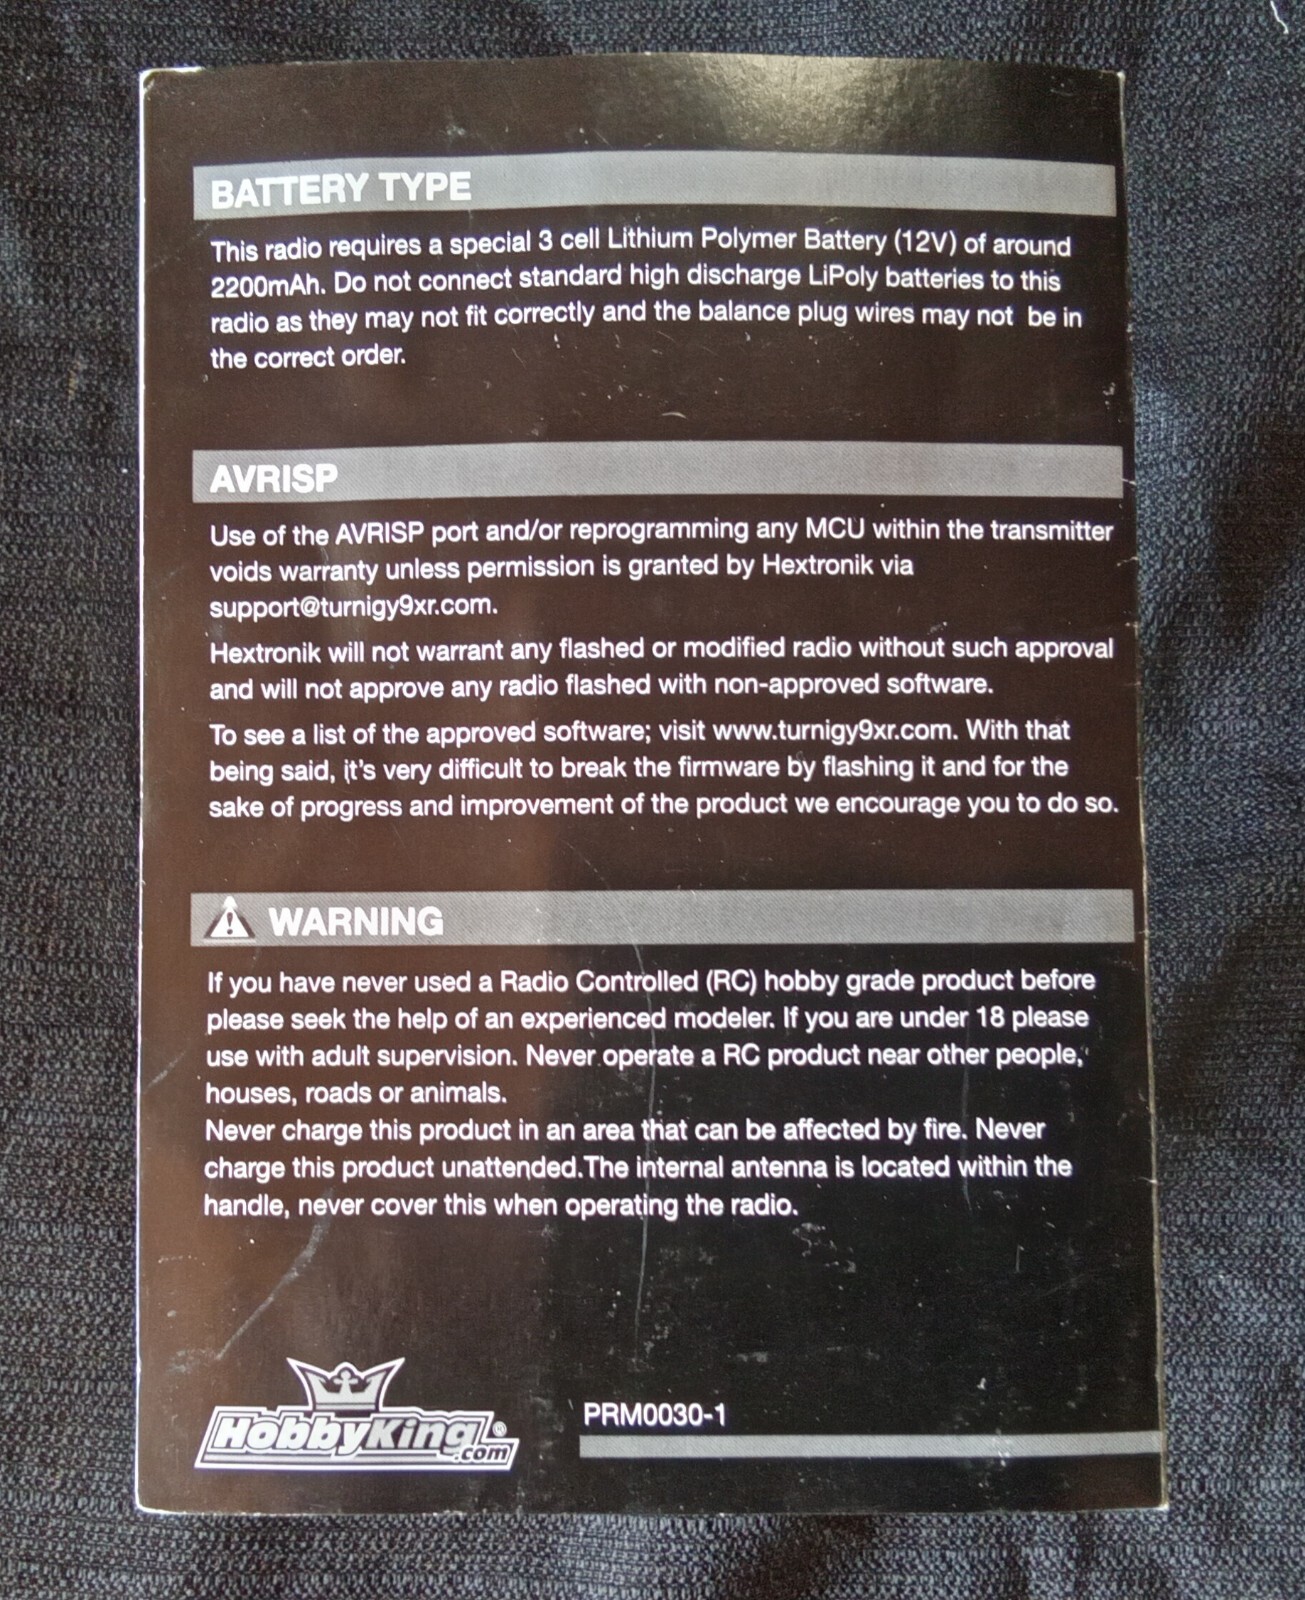 BATTERY TYPE
This radio requires a special 3 cell Lithium Polymer Battery (12V) of around
2200mAh. Do not connect standard high discharge LiPoly batteries to this
radio as they may not fit correctly and the balance plug wires may not be in
the correct order.
AVRISP
Use of the AVRISP port and/or reprogramming any MCU within the transmitter
voids warranty unless permission is granted by Hextronik via
support@turnigy9xr.com.
Hextronik will not warrant any flashed or modified radio without such approval
and will not approve any radio flashed with non-approved software.
To see a list of the approved software; visit www.turnigy9xr.com. With that
being said, it's very difficult to break the firmware by flashing it and for the
sake of progress and improvement of the product we encourage you to do so.
WARNING
If you have never used a Radio Controlled (RC) hobby grade product before
please seek the help of an experienced modeler. If you are under 18 please
use with adult supervision. Never operate a RC product near other people,
houses, roads or animals.
Never charge this product in an area that can be affected by fire. Never
charge this product unattended.The internal antenna is located within the
handle, never cover this when operating the radio.
HobbyKing.com®
PRM0030-1